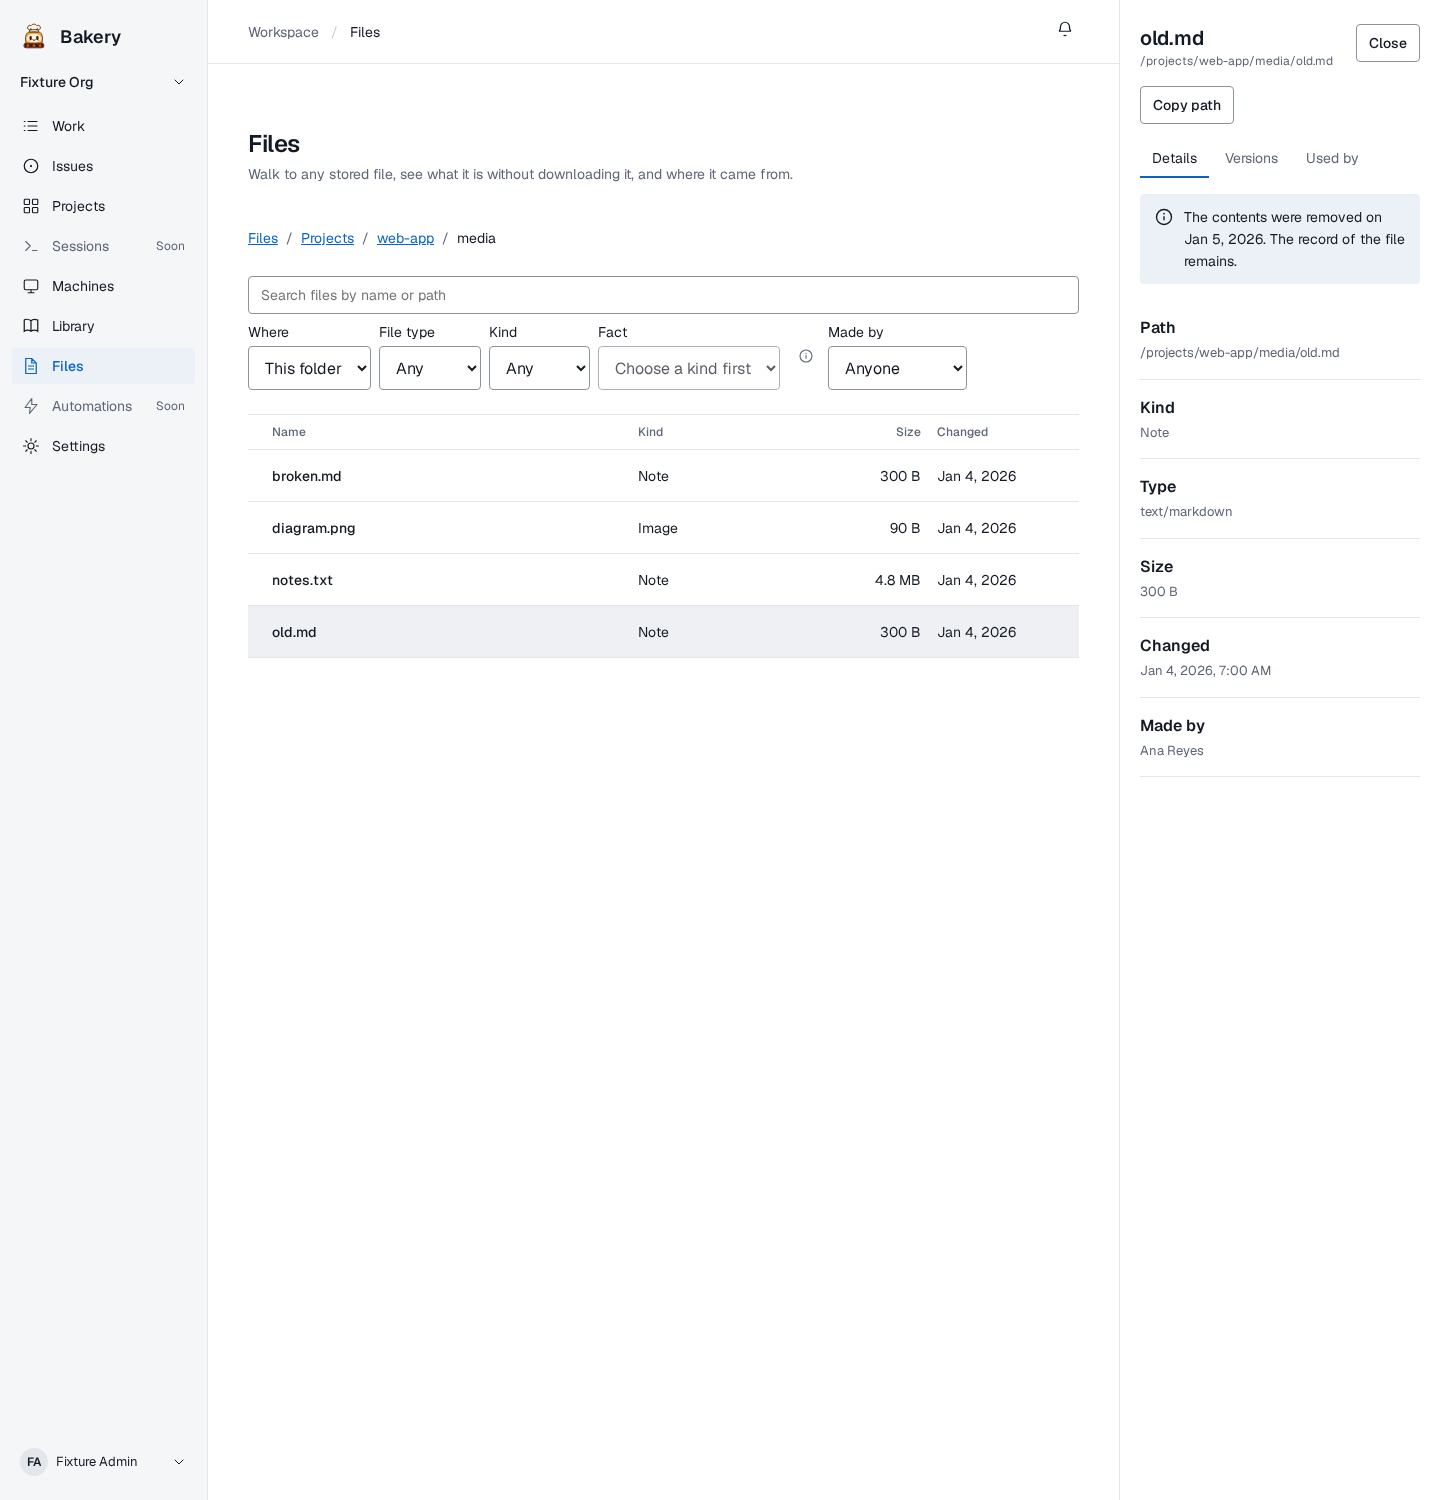 Bakery
Fixture Org
Work
Issues
Projects
Sessions Soon
Machines
Library
Files
Automations Soon
Settings
FA Fixture Admin
Workspace / Files
Files
Walk to any stored file, see what it is without downloading it, and where it came from.
Files / Projects / web-app / media
Search files by name or path
Where File type Kind Fact Made by
This folder Any Any Choose a kind first Anyone
Name Kind Size Changed
broken.md Note 300 B Jan 4, 2026
diagram.png Image 90 B Jan 4, 2026
notes.txt Note 4.8 MB Jan 4, 2026
old.md Note 300 B Jan 4, 2026
old.md
/projects/web-app/media/old.md
Close
Copy path
Details Versions Used by
The contents were removed on
Jan 5, 2026. The record of the file
remains.
Path
/projects/web-app/media/old.md
Kind
Note
Type
text/markdown
Size
300 B
Changed
Jan 4, 2026, 7:00 AM
Made by
Ana Reyes